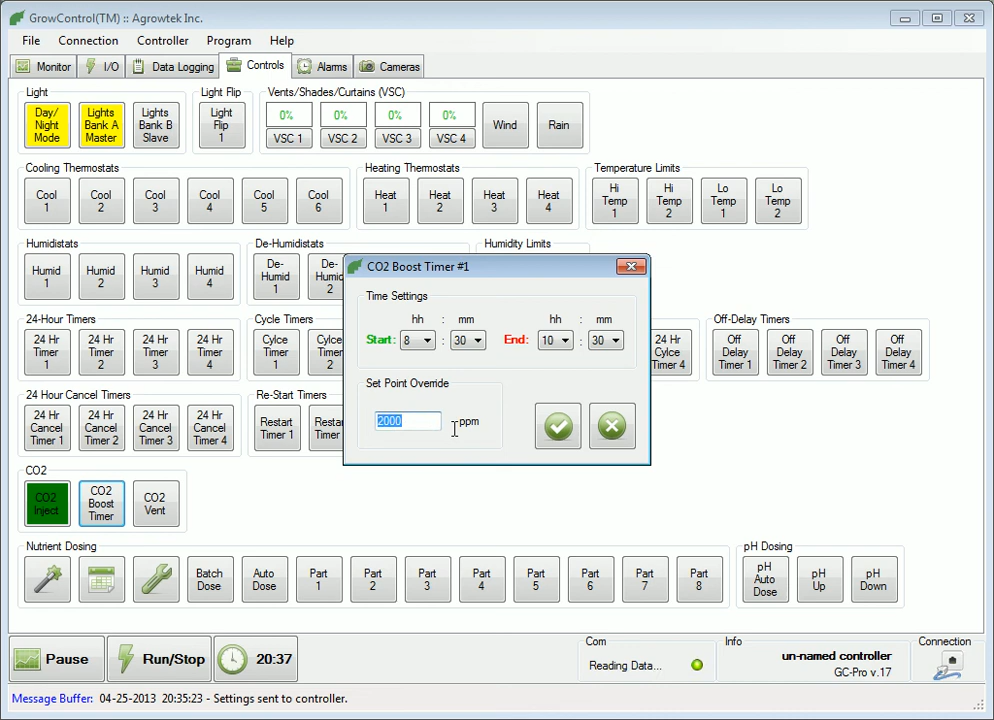 GrowControl(TM) :: Agrowtek Inc.
File Connection Controller Program Help
Monitor I/O Data Logging Controls Alarms Cameras
Light Light Flip Vents/Shades/Curtains (VSC)
Day/
Night
Mode
Lights
Bank A
Master
Lights
Bank B
Slave
Light
Flip
1
0% 0% 0% 0%
VSC 1 VSC 2 VSC 3 VSC 4
Wind
Rain
Cooling Thermostats Heating Thermostats Temperature Limits
Cool
1
Cool
2
Cool
3
Cool
4
Cool
5
Cool
6
Heat
1
Heat
2
Heat
3
Heat
4
Hi
Temp
1
Hi
Temp
2
Lo
Temp
1
Lo
Temp
2
Humidistats De-Humidistats Humidity Limits
Humid
1
Humid
2
Humid
3
Humid
4
De-
Humid
1
De-
Humid
2
CO2 Boost Timer #1
Time Settings
hh : mm hh : mm
Start: 8 : 30 End: 10 : 30
Set Point Override
2000 ppm
24-Hour Timers Cycle Timers Off-Delay Timers
24 Hr
Timer
1
24 Hr
Timer
2
24 Hr
Timer
3
24 Hr
Timer
4
Cylce
Timer
1
Cylce
Timer
2
24 Hr
Cylce
Timer 4
Off
Delay
Timer 1
Off
Delay
Timer 2
Off
Delay
Timer 3
Off
Delay
Timer 4
24 Hour Cancel Timers Re-Start Timers
24 Hr
Cancel
Timer 1
24 Hr
Cancel
Timer 2
24 Hr
Cancel
Timer 3
24 Hr
Cancel
Timer 4
Restart
Timer 1
CO2
CO2
Inject
CO2
Boost
Timer
CO2
Vent
Nutrient Dosing pH Dosing
Batch
Dose
Auto
Dose
Part
1
Part
2
Part
3
Part
4
Part
5
Part
6
Part
7
Part
8
pH
Auto
Dose
pH
Up
pH
Down
Pause Run/Stop 20:37
Com
Reading Data...
Info
un-named controller
GC-Pro v.17
Connection
Message Buffer: 04-25-2013 20:35:23 - Settings sent to controller.